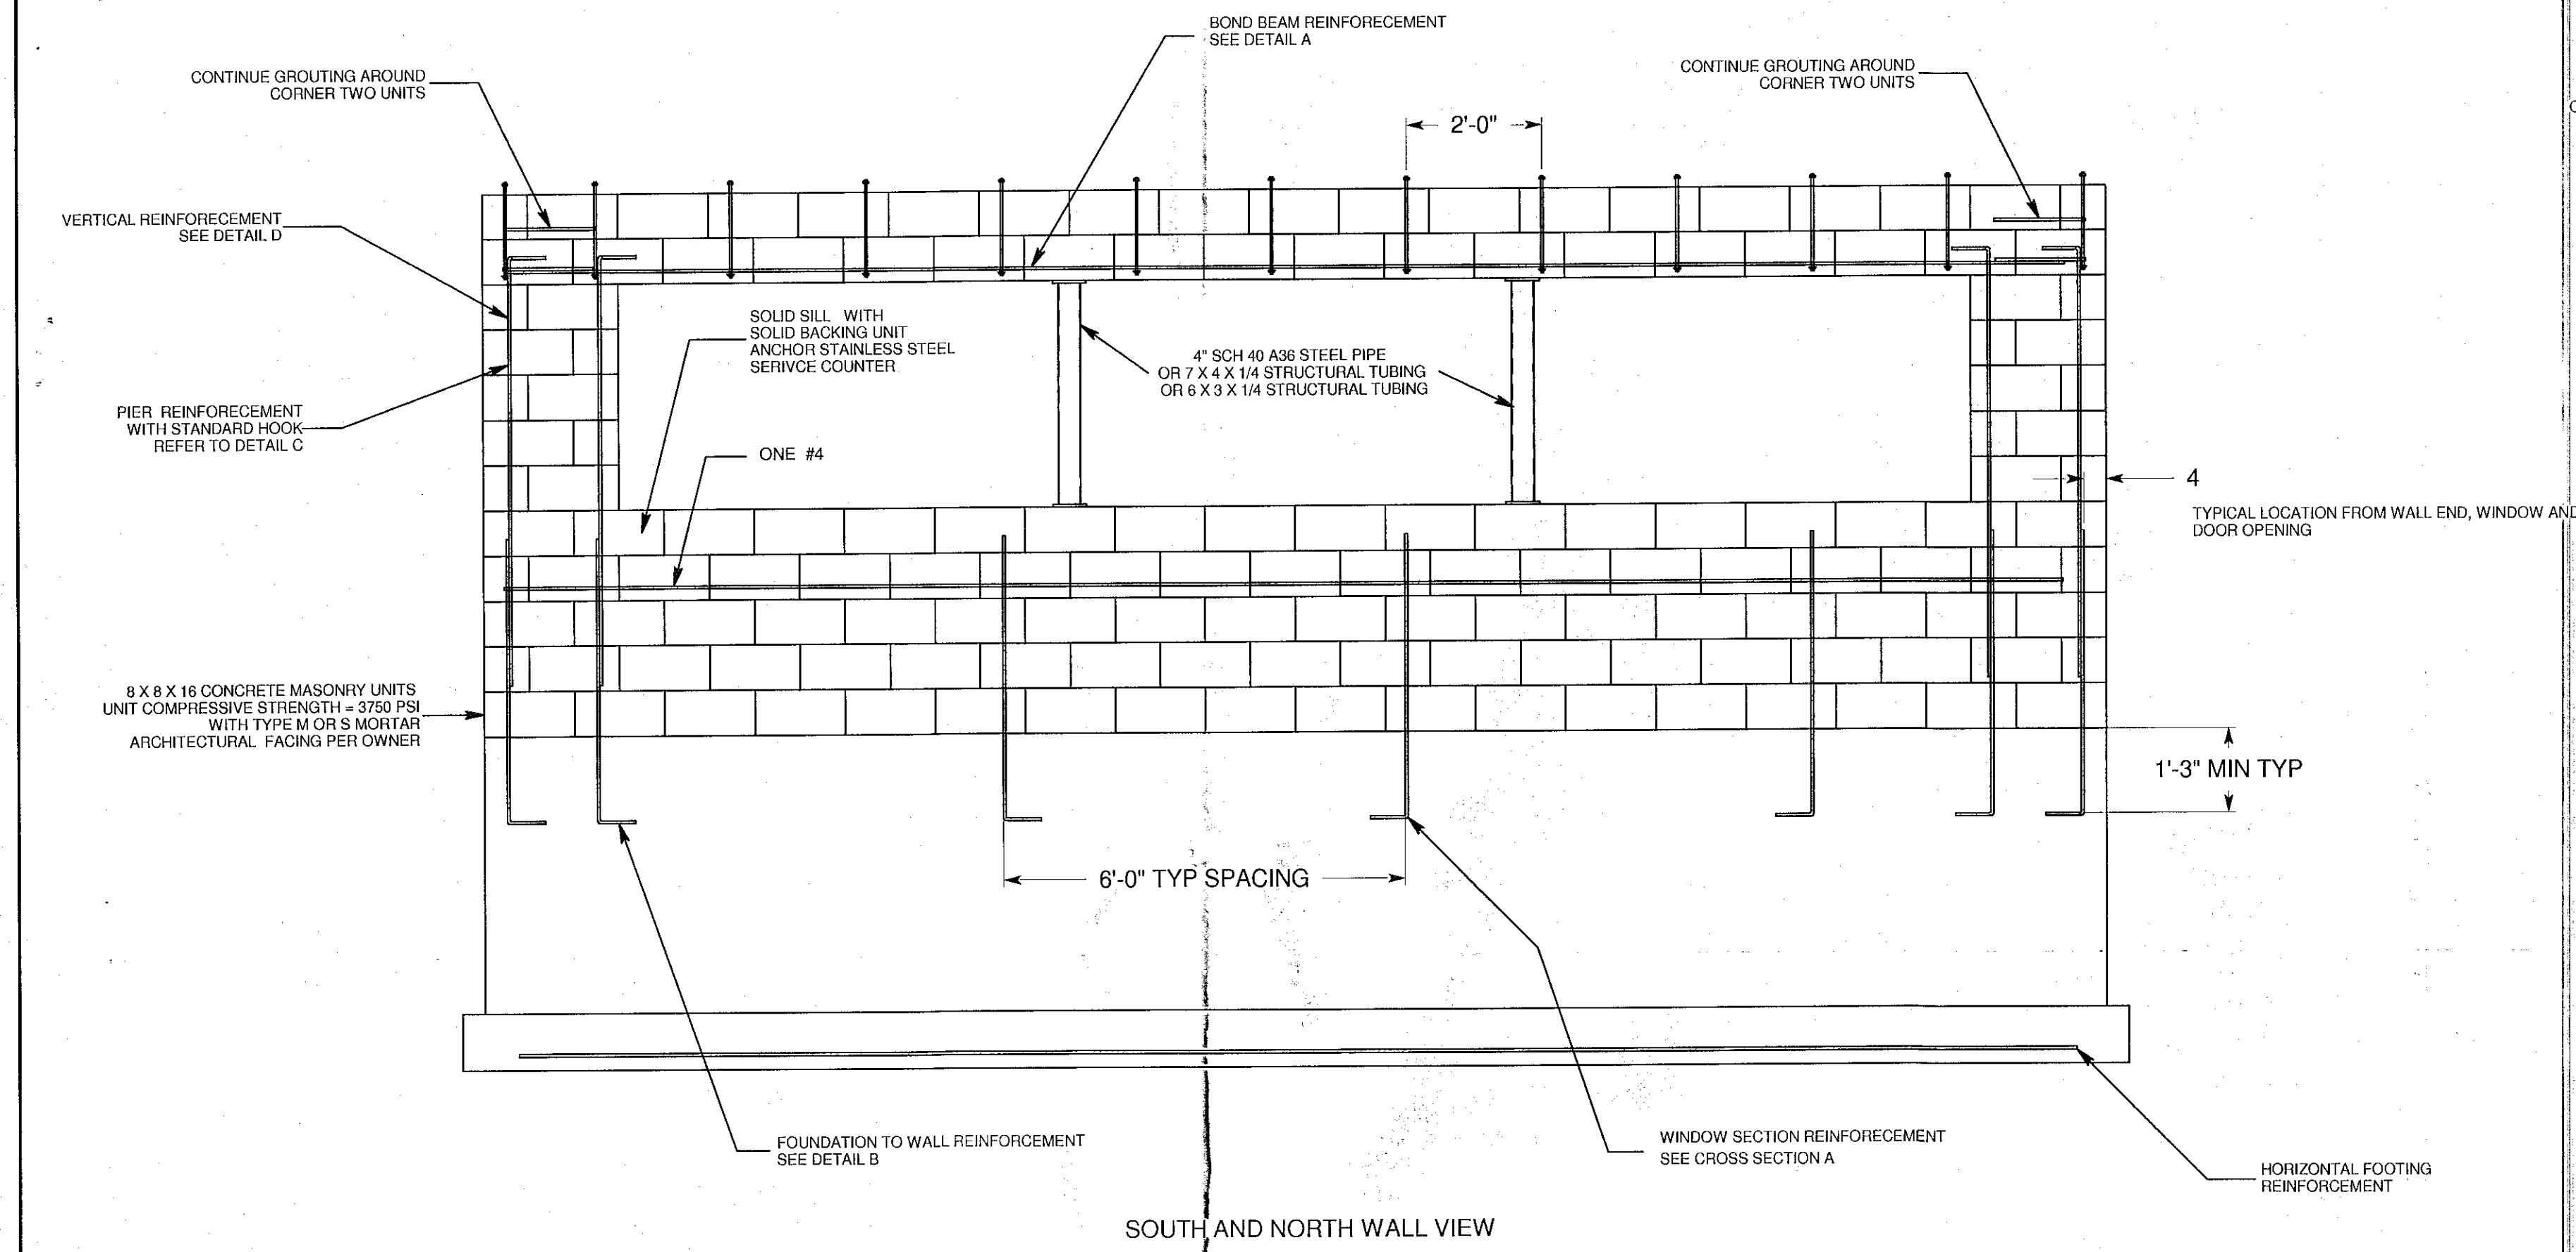 BOND BEAM REINFORECEMENT
SEE DETAIL A
CONTINUE GROUTING AROUND
CORNER TWO UNITS
CONTINUE GROUTING AROUND
CORNER TWO UNITS
2'-0"
VERTICAL REINFORECEMENT
SEE DETAIL D
SOLID SILL WITH
SOLID BACKING UNIT
ANCHOR STAINLESS STEEL
SERIVCE COUNTER
4" SCH 40 A36 STEEL PIPE
OR 7 X 4 X 1/4 STRUCTURAL TUBING
OR 6 X 3 X 1/4 STRUCTURAL TUBING
PIER REINFORECEMENT
WITH STANDARD HOOK
REFER TO DETAIL C
ONE #4
4
TYPICAL LOCATION FROM WALL END, WINDOW AND
DOOR OPENING
8 X 8 X 16 CONCRETE MASONRY UNITS
UNIT COMPRESSIVE STRENGTH = 3750 PSI
WITH TYPE M OR S MORTAR
ARCHITECTURAL FACING PER OWNER
1'-3" MIN TYP
6'-0" TYP SPACING
FOUNDATION TO WALL REINFORCEMENT
SEE DETAIL B
WINDOW SECTION REINFORECEMENT
SEE CROSS SECTION A
HORIZONTAL FOOTING
REINFORCEMENT
SOUTH AND NORTH WALL VIEW